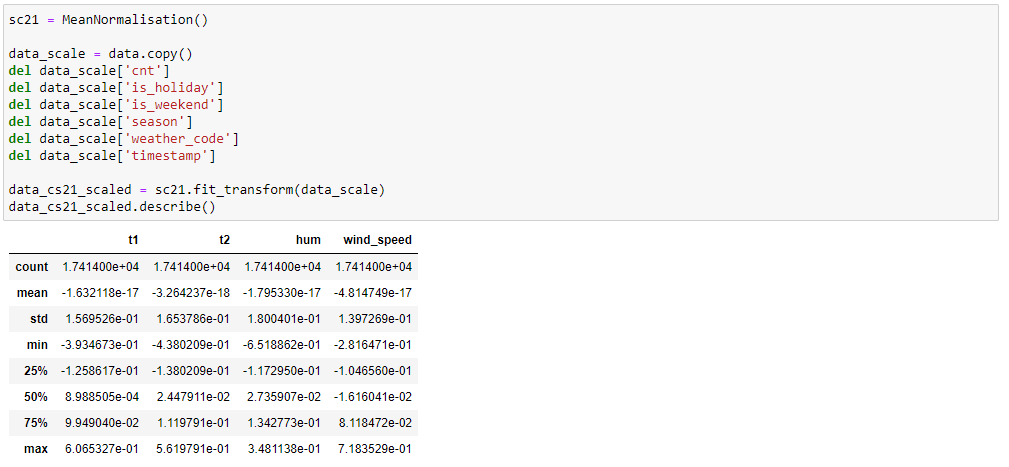 sc21 = MeanNormalisation()
data_scale = data.copy()
del data_scale['cnt']
del data_scale['is_holiday']
del data_scale['is_weekend']
del data_scale['season']
del data_scale['weather_code']
del data_scale['timestamp']
data_cs21_scaled = sc21.fit_transform(data_scale)
data_cs21_scaled.describe()
t1 t2 hum wind_speed
count 1.741400e+04 1.741400e+04 1.741400e+04 1.741400e+04
mean -1.632118e-17 -3.264237e-18 -1.795330e-17 -4.814749e-17
std 1.569526e-01 1.653786e-01 1.800401e-01 1.397269e-01
min -3.934673e-01 -4.380209e-01 -6.518862e-01 -2.816471e-01
25% -1.258617e-01 -1.380209e-01 -1.172950e-01 -1.046560e-01
50% 8.988505e-04 2.447911e-02 2.735907e-02 -1.616041e-02
75% 9.949040e-02 1.119791e-01 1.342773e-01 8.118472e-02
max 6.065327e-01 5.619791e-01 3.481138e-01 7.183529e-01